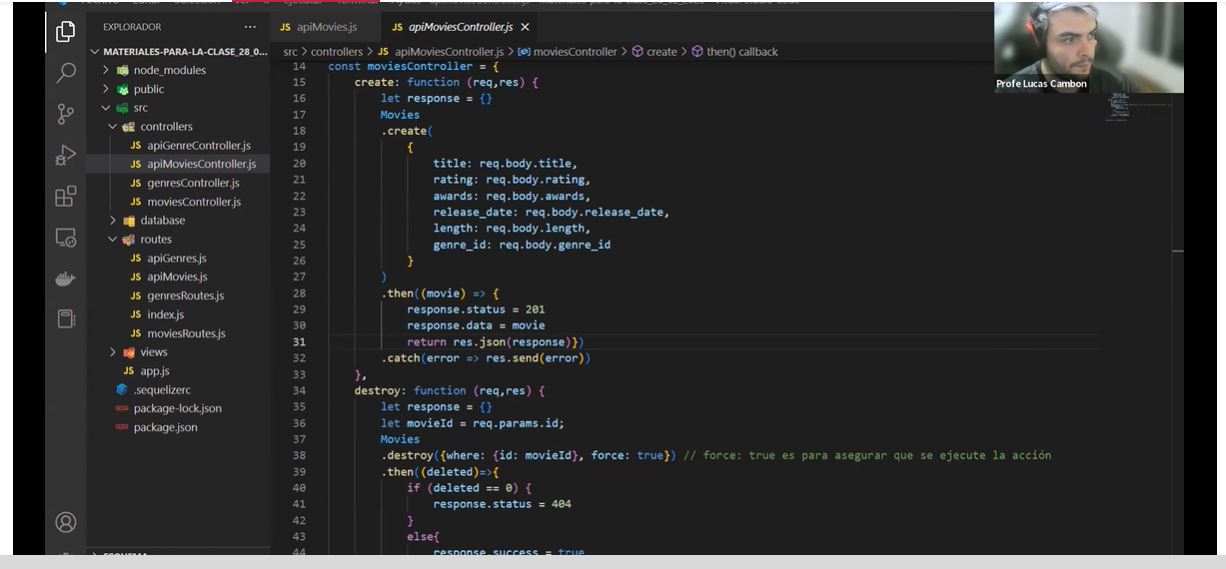 EXPLORADOR ···
JS apiMovies.js JS apiMoviesController.js ×
MATERIALES-PARA-LA-CLASE_28_0...
node_modules
public
src
controllers
JS apiGenreController.js
JS apiMoviesController.js
JS genresController.js
JS moviesController.js
database
routes
JS apiGenres.js
JS apiMovies.js
JS genresRoutes.js
JS index.js
JS moviesRoutes.js
views
JS app.js
.sequelizerc
package-lock.json
package.json
src > controllers > JS apiMoviesController.js > moviesController > create > then() callback
14 const moviesController = {
15 create: function (req,res) {
16 let response = {}
17 Movies
18 .create(
19 {
20 title: req.body.title,
21 rating: req.body.rating,
22 awards: req.body.awards,
23 release_date: req.body.release_date,
24 length: req.body.length,
25 genre_id: req.body.genre_id
26 }
27 )
28 .then((movie) => {
29 response.status = 201
30 response.data = movie
31 return res.json(response)})
32 .catch(error => res.send(error))
33 },
34 destroy: function (req,res) {
35 let response = {}
36 let movieId = req.params.id;
37 Movies
38 .destroy({where: {id: movieId}, force: true}) // force: true es para asegurar que se ejecute la acción
39 .then((deleted)=>{
40 if (deleted == 0) {
41 response.status = 404
42 }
43 else{
44 response.success = true
Profe Lucas Cambon